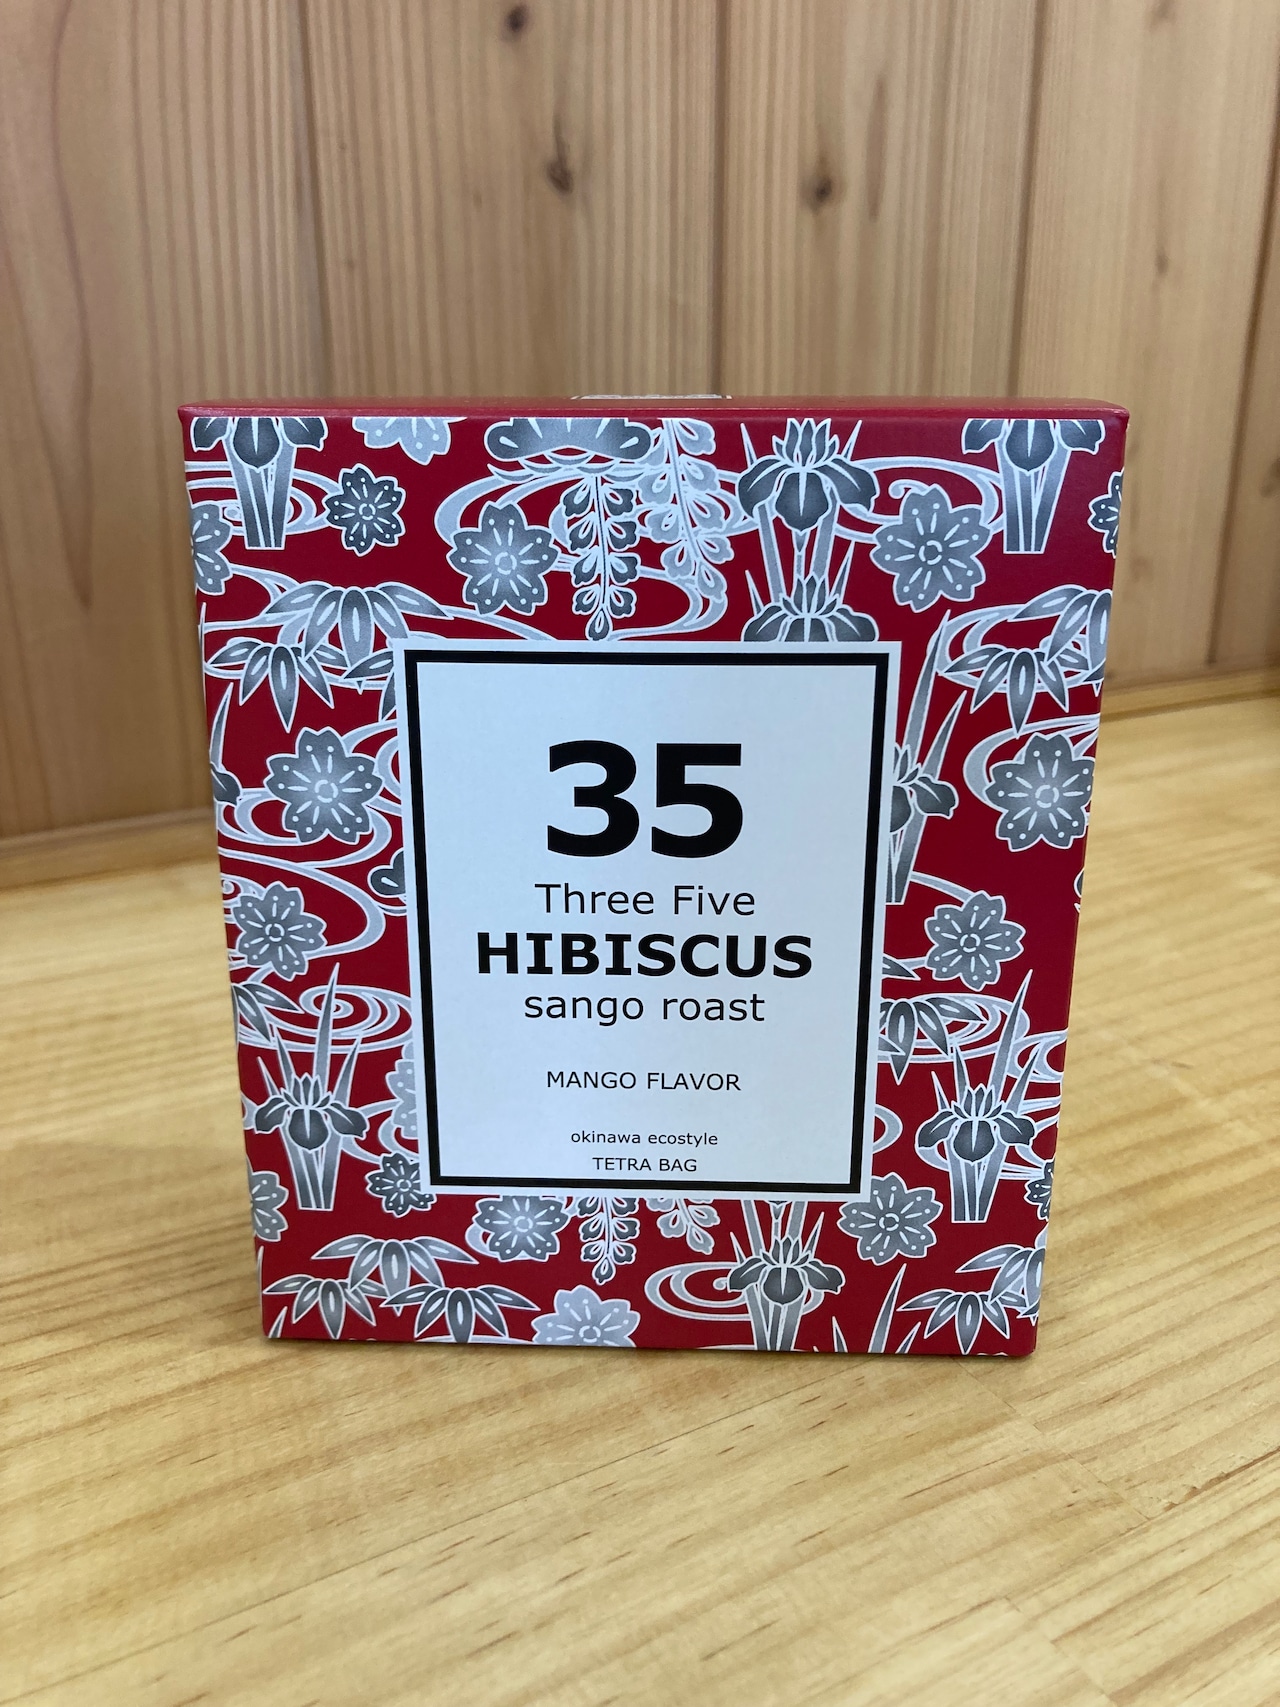 35
Three Five
HIBISCUS
sango roast
MANGO FLAVOR
okinawa ecostyle
TETRA BAG